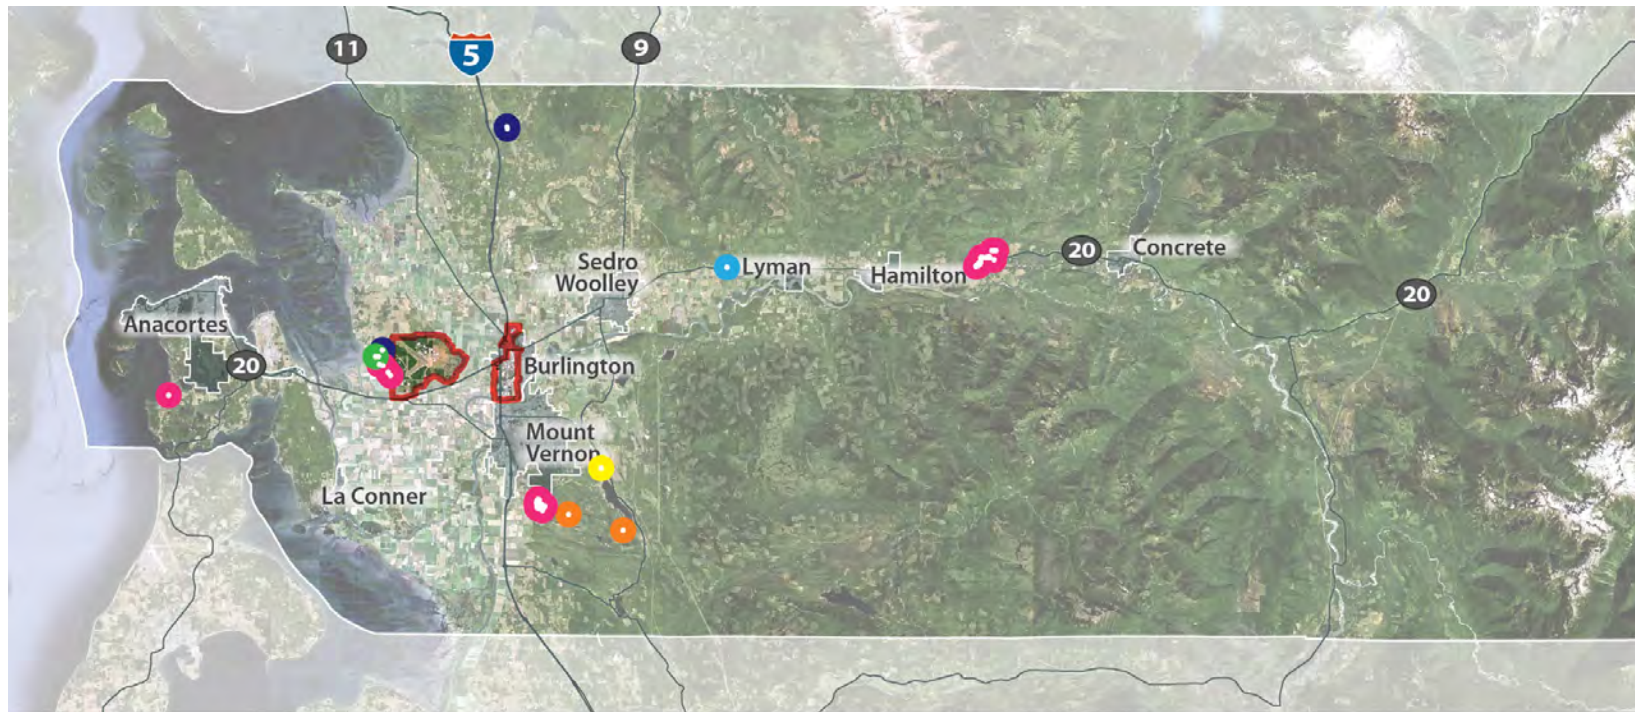 11
5
9
Sedro
Woolley
Lyman
Hamilton
20
Concrete
20
Anacortes
20
Burlington
Mount
Vernon
La Conner